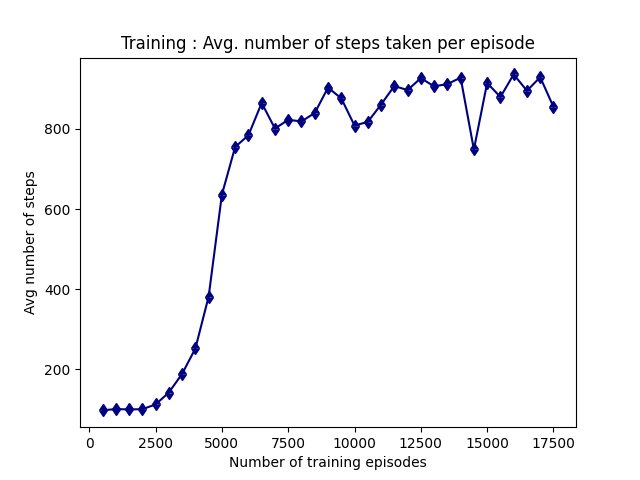 Training : Avg. number of steps taken per episode
Avg number of steps
800
600
400
200
0 2500 5000 7500 10000 12500 15000 17500
Number of training episodes